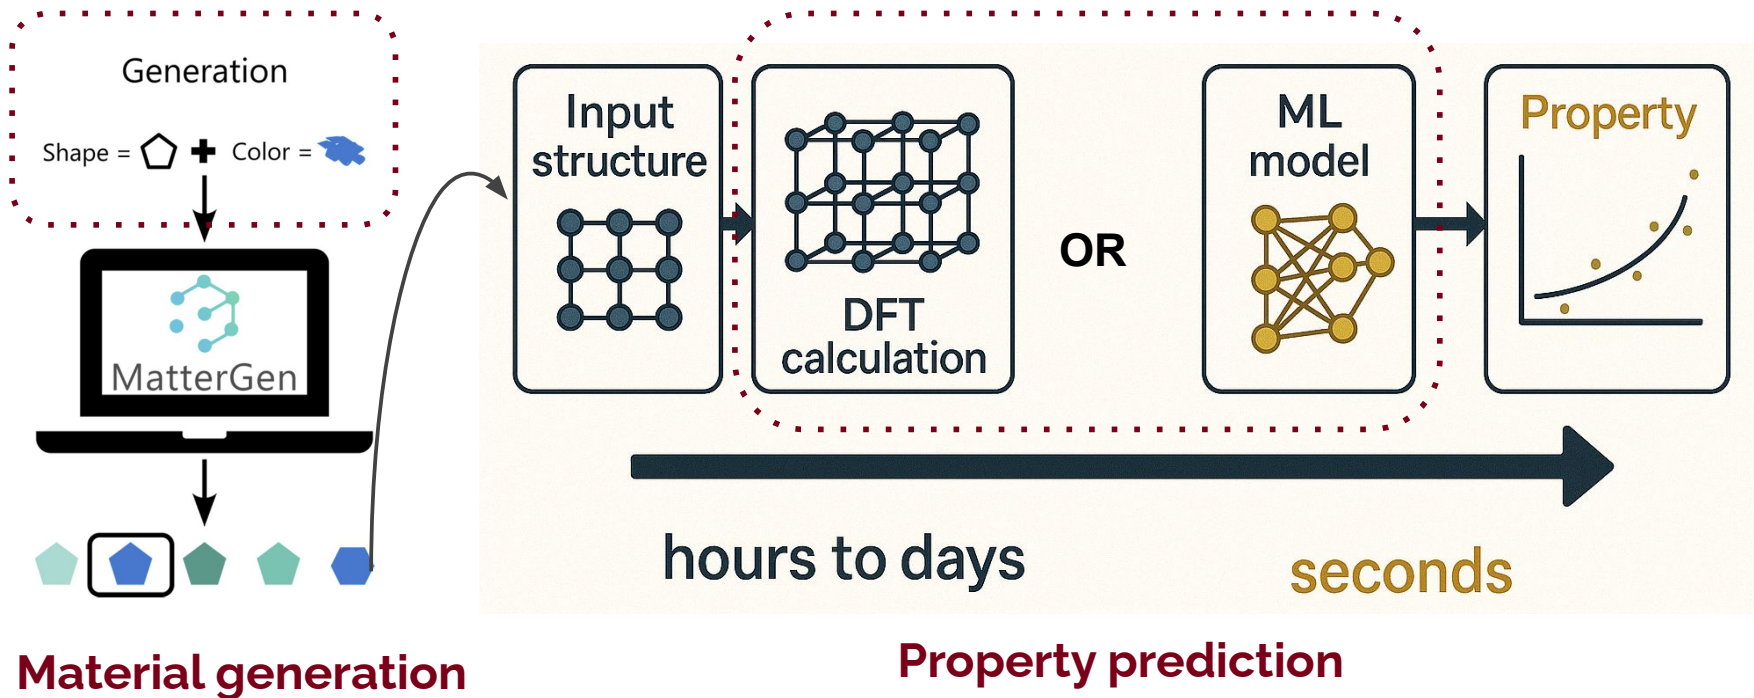 Generation
Shape = + Color =
MatterGen
Material generation
Input
structure
DFT
calculation
OR
ML
model
Property
hours to days
seconds
Property prediction